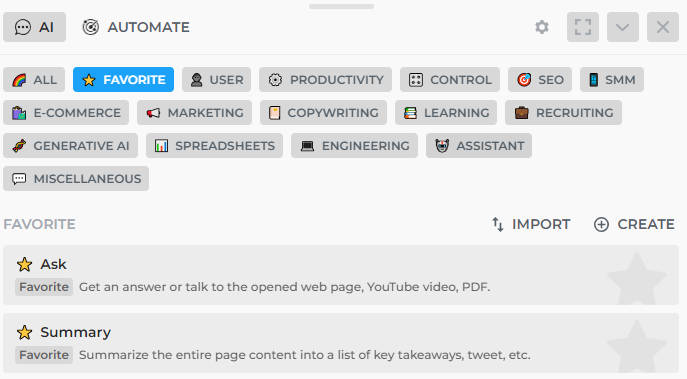 AI AUTOMATE
ALL FAVORITE USER PRODUCTIVITY CONTROL SEO SMM
E-COMMERCE MARKETING COPYWRITING LEARNING RECRUITING
GENERATIVE AI SPREADSHEETS ENGINEERING ASSISTANT
MISCELLANEOUS
FAVORITE IMPORT CREATE
Ask
Favorite Get an answer or talk to the opened web page, YouTube video, PDF.
Summary
Favorite Summarize the entire page content into a list of key takeaways, tweet, etc.